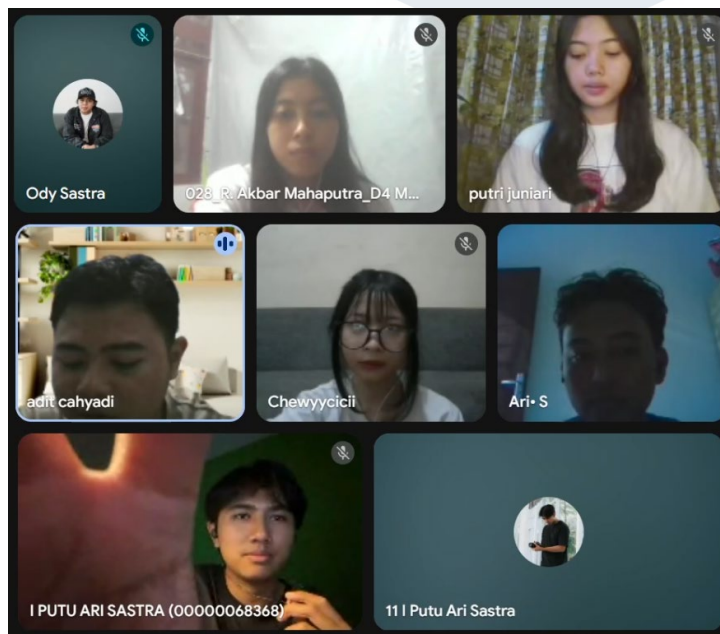 Ody Sastra
028_R. Akbar Mahaputra_D4 M...
putri juniari
adit cahyadi
Chewyycicii
Ari• S
I PUTU ARI SASTRA (00000068368)
11 I Putu Ari Sastra